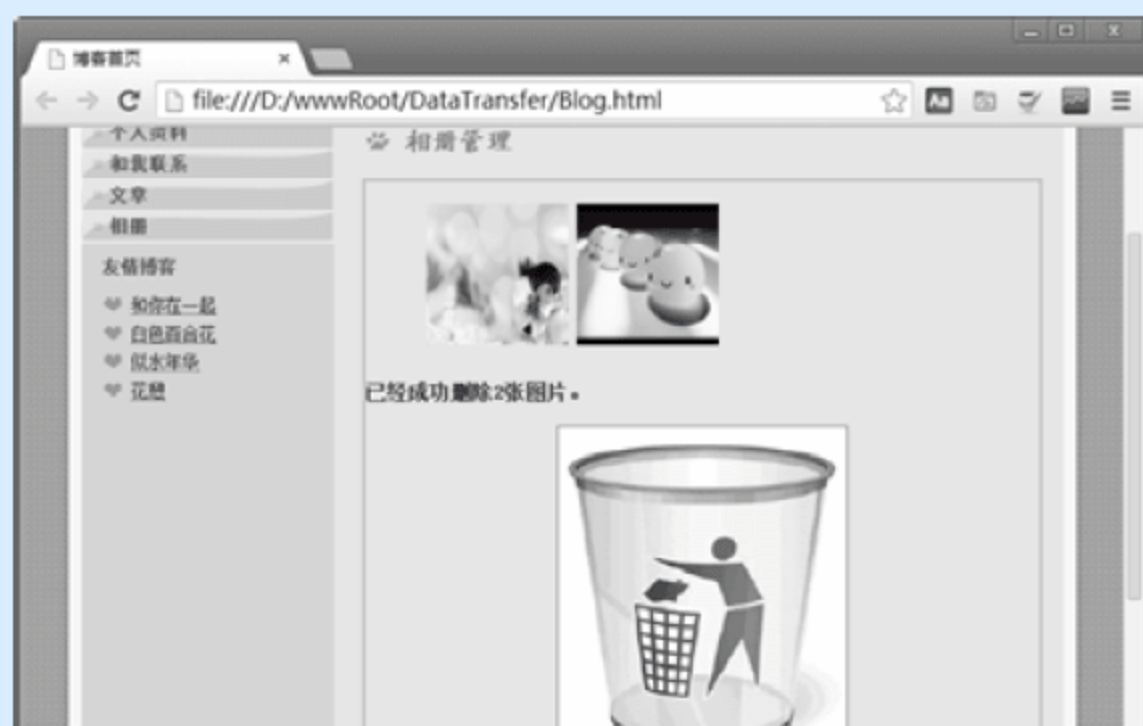 博客首页
file:///D:/wwwRoot/DataTransfer/Blog.html
个人资料
和我联系
文章
相册
友情博客
和你在一起
白色百合花
似水年华
花戀
相册管理
已经成功删除2张图片。